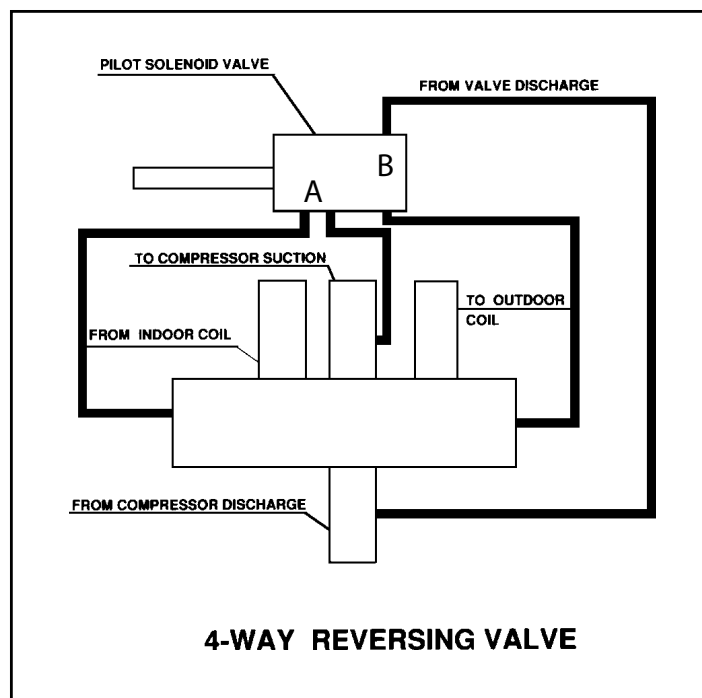 PILOT SOLENOID VALVE
FROM VALVE DISCHARGE
B
A
TO COMPRESSOR SUCTION
TO OUTDOOR
COIL
FROM INDOOR COIL
FROM COMPRESSOR DISCHARGE
4-WAY REVERSING VALVE